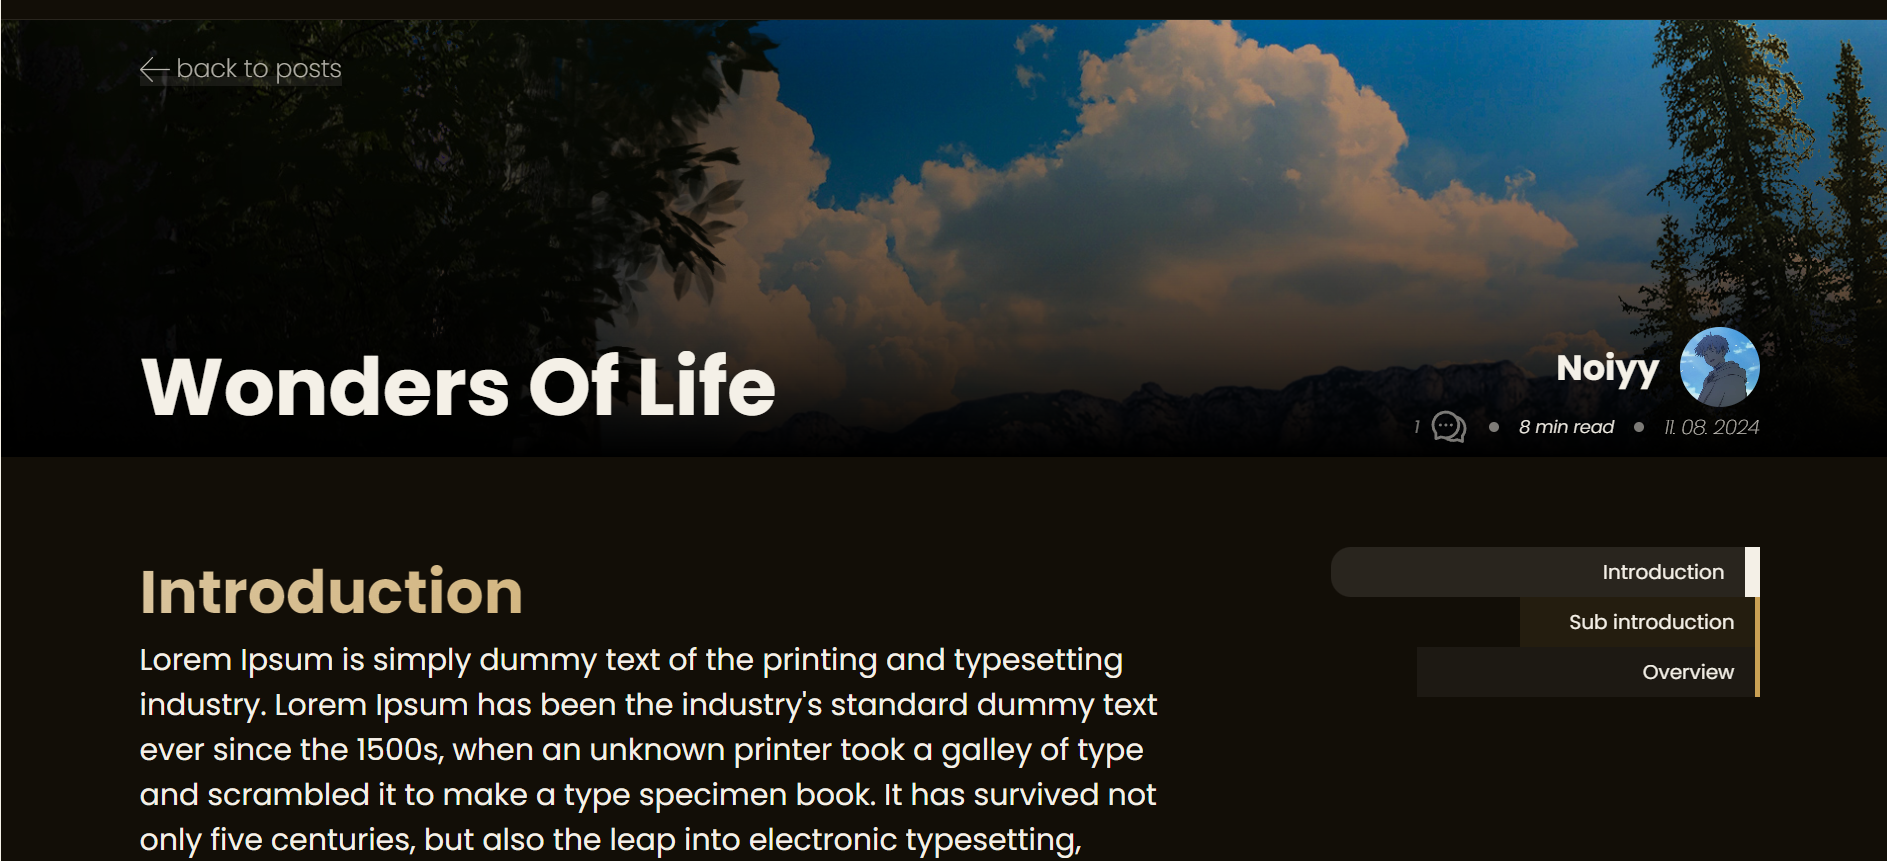 back to posts
Wonders Of Life
Noiyy
1
8 min read
11. 08. 2024
Introduction
Lorem Ipsum is simply dummy text of the printing and typesetting
industry. Lorem Ipsum has been the industry's standard dummy text
ever since the 1500s, when an unknown printer took a galley of type
and scrambled it to make a type specimen book. It has survived not
only five centuries, but also the leap into electronic typesetting,
Introduction
Sub introduction
Overview